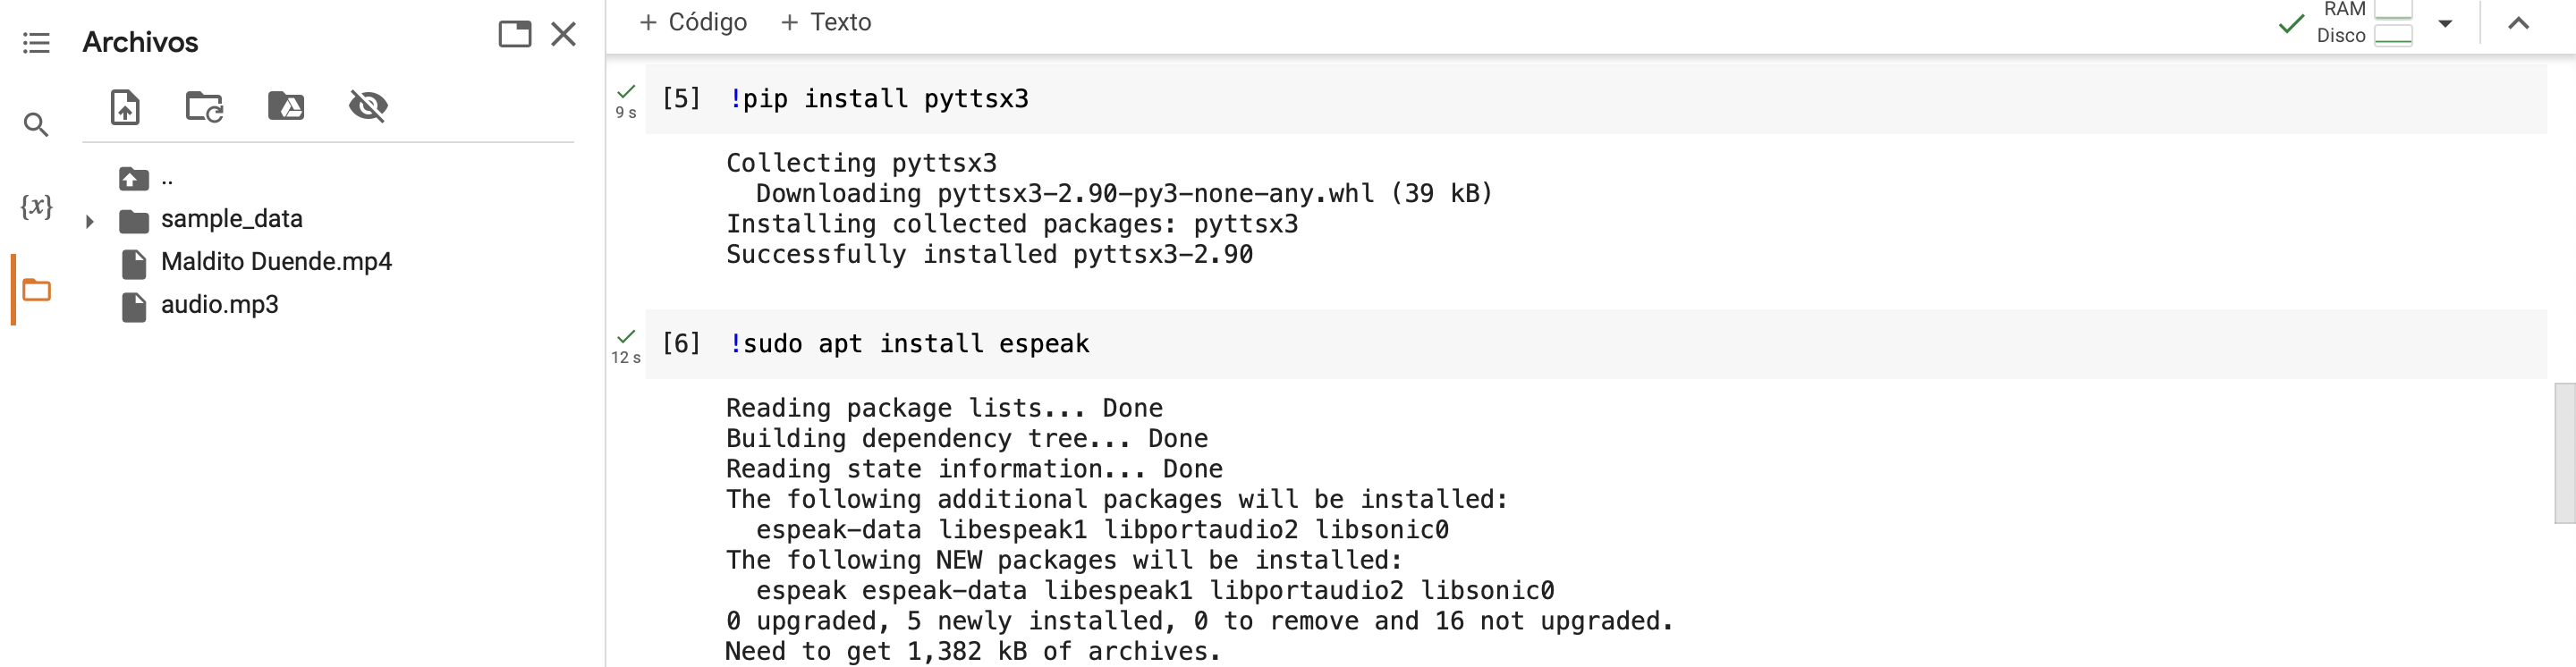 Archivos
..
sample_data
Maldito Duende.mp4
audio.mp3
{x}
+ Código + Texto
RAM
Disco
[5] !pip install pyttsx3
9 s
Collecting pyttsx3
  Downloading pyttsx3-2.90-py3-none-any.whl (39 kB)
Installing collected packages: pyttsx3
Successfully installed pyttsx3-2.90
[6] !sudo apt install espeak
12 s
Reading package lists... Done
Building dependency tree... Done
Reading state information... Done
The following additional packages will be installed:
  espeak-data libespeak1 libportaudio2 libsonic0
The following NEW packages will be installed:
  espeak espeak-data libespeak1 libportaudio2 libsonic0
0 upgraded, 5 newly installed, 0 to remove and 16 not upgraded.
Need to get 1,382 kB of archives.